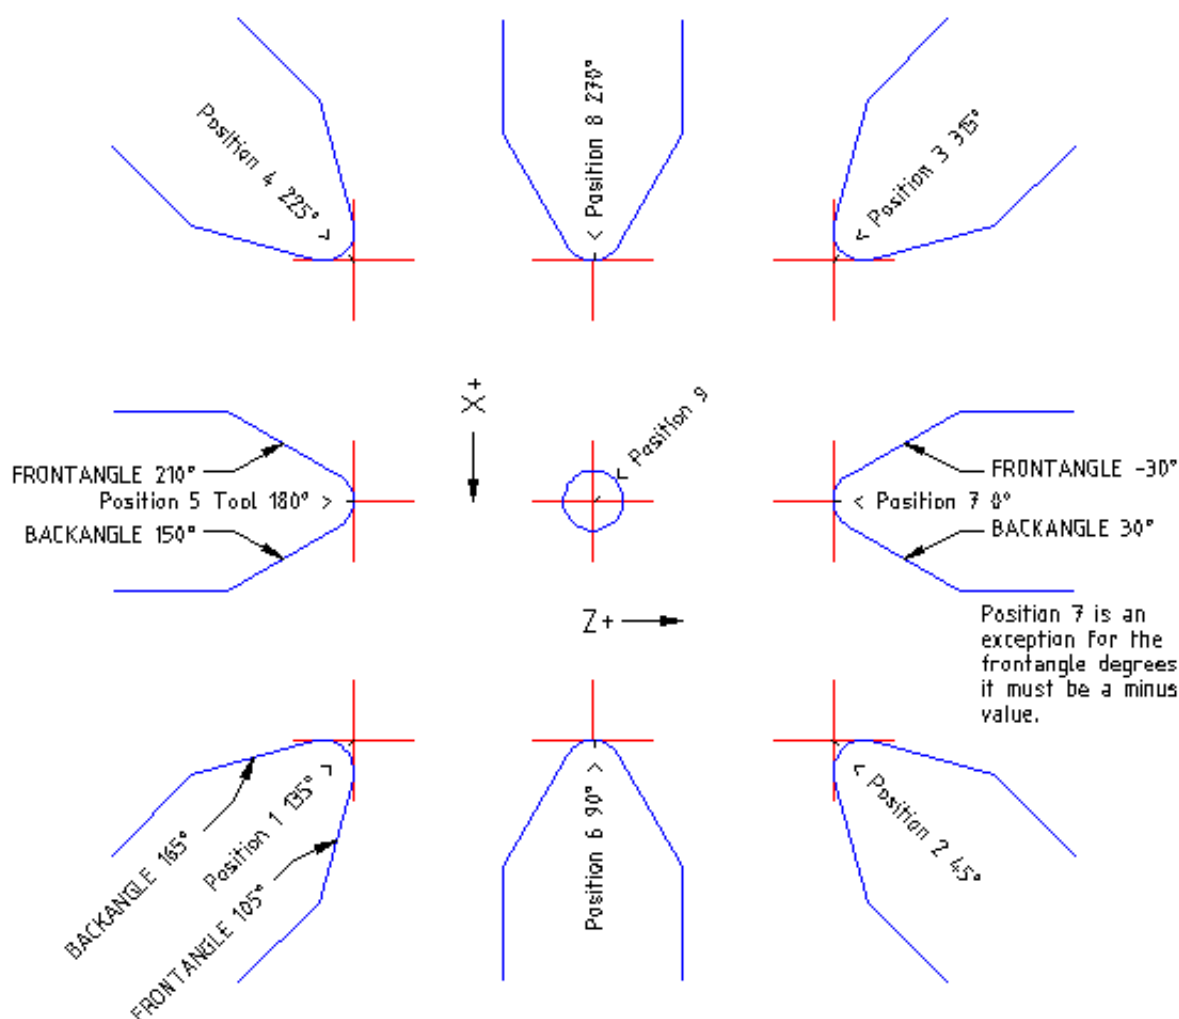 Position 4 225° >
< Position 8 270°
< Position 3 315°
X+
< Position 9
FRONTANGLE 210°
Position 5 Tool 180° >
BACKANGLE 150°
FRONTANGLE -30°
< Position 7 0°
BACKANGLE 30°
Z+
Position 7 is an
exception for the
frontangle degrees
it must be a minus
value.
BACKANGLE 165°
Position 1 135° >
FRONTANGLE 105°
Position 6 90° >
< Position 2 45°